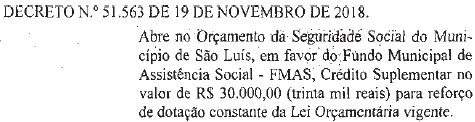 DECRETO N.º 51.563 DE 19 DE NOVEMBRO DE 2018.
Abre no Orçamento da Seguridade Social do Muni-
cípio de São Luís, em favor do Fundo Municipal de
Assistência Social - FMAS, Crédito Suplementar no
valor de R$ 30.000,00 (trinta mil reais) para reforço
de dotação constante da Lei Orçamentária vigente.